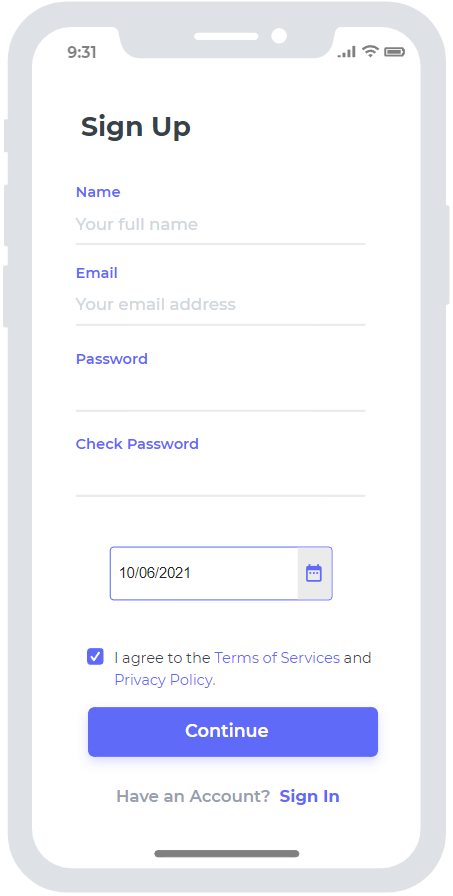 9:31
Sign Up
Name
Your full name
Email
Your email address
Password
Check Password
10/06/2021
I agree to the Terms of Services and
Privacy Policy.
Continue
Have an Account? Sign In